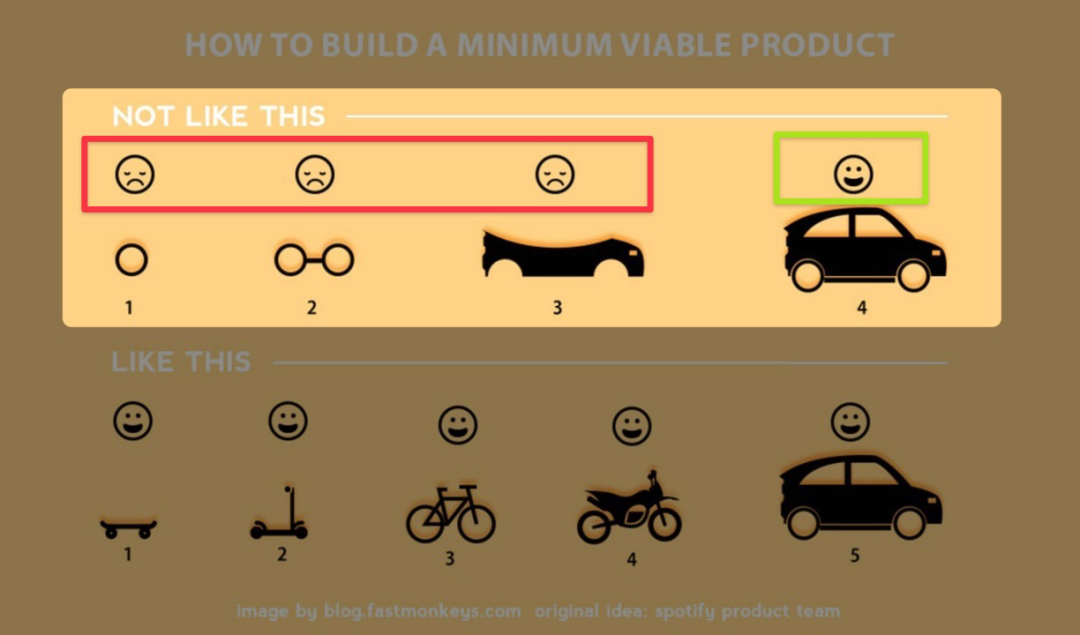 HOW TO BUILD A MINIMUM VIABLE PRODUCT
NOT LIKE THIS
1 2 3 4
LIKE THIS
1 2 3 4 5
image by blog.fastmonkeys.com original idea: spotify product team